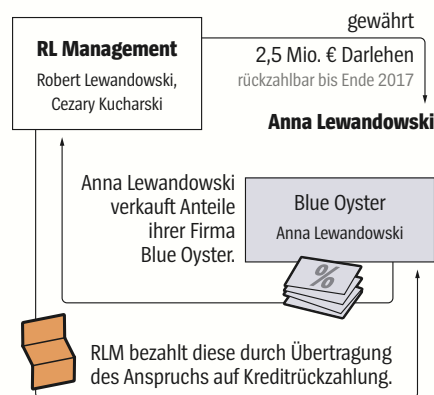 gewährt
RL Management
Robert Lewandowski,
Cezary Kucharski
2,5 Mio. € Darlehen
rückzahlbar bis Ende 2017
Anna Lewandowski
Anna Lewandowski
verkauft Anteile
ihrer Firma
Blue Oyster.
Blue Oyster
Anna Lewandowski
%
RLM bezahlt diese durch Übertragung
des Anspruchs auf Kreditrückzahlung.